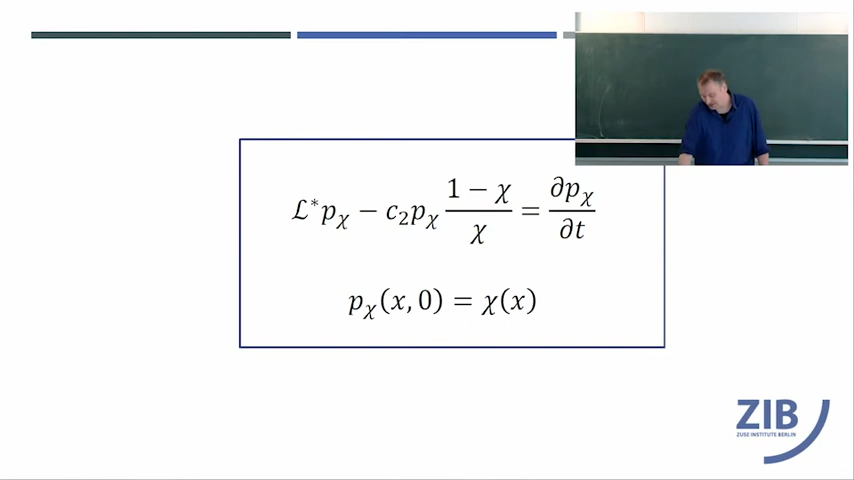 ℒ*p_χ − c₂p_χ (1 − χ)/χ = ∂p_χ/∂t
p_χ(x, 0) = χ(x)
ZIB
ZUSE INSTITUTE BERLIN